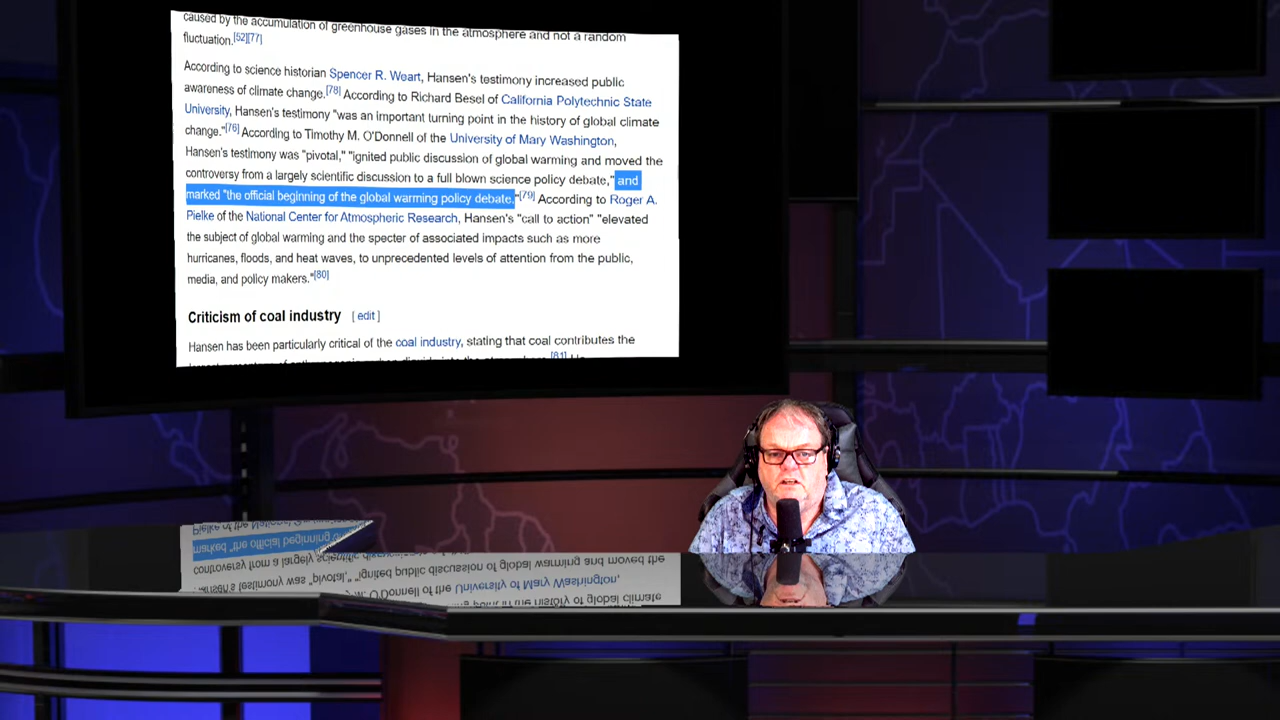 caused by the accumulation of greenhouse gases in the atmosphere and not a random
fluctuation.[52][77]
According to science historian Spencer R. Weart, Hansen's testimony increased public
awareness of climate change.[78] According to Richard Besel of California Polytechnic State
University, Hansen's testimony "was an important turning point in the history of global climate
change."[76] According to Timothy M. O'Donnell of the University of Mary Washington,
Hansen's testimony was "pivotal," "ignited public discussion of global warming and moved the
controversy from a largely scientific discussion to a full blown science policy debate," and
marked "the official beginning of the global warming policy debate."[79] According to Roger A.
Pielke of the National Center for Atmospheric Research, Hansen's "call to action" "elevated
the subject of global warming and the specter of associated impacts such as more
hurricanes, floods, and heat waves, to unprecedented levels of attention from the public,
media, and policy makers."[80]
Criticism of coal industry [ edit ]
Hansen has been particularly critical of the coal industry, stating that coal contributes the